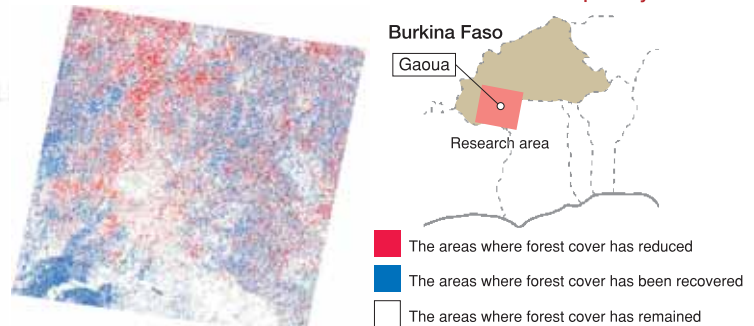 Burkina Faso
Gaoua
Research area
The areas where forest cover has reduced
The areas where forest cover has been recovered
The areas where forest cover has remained